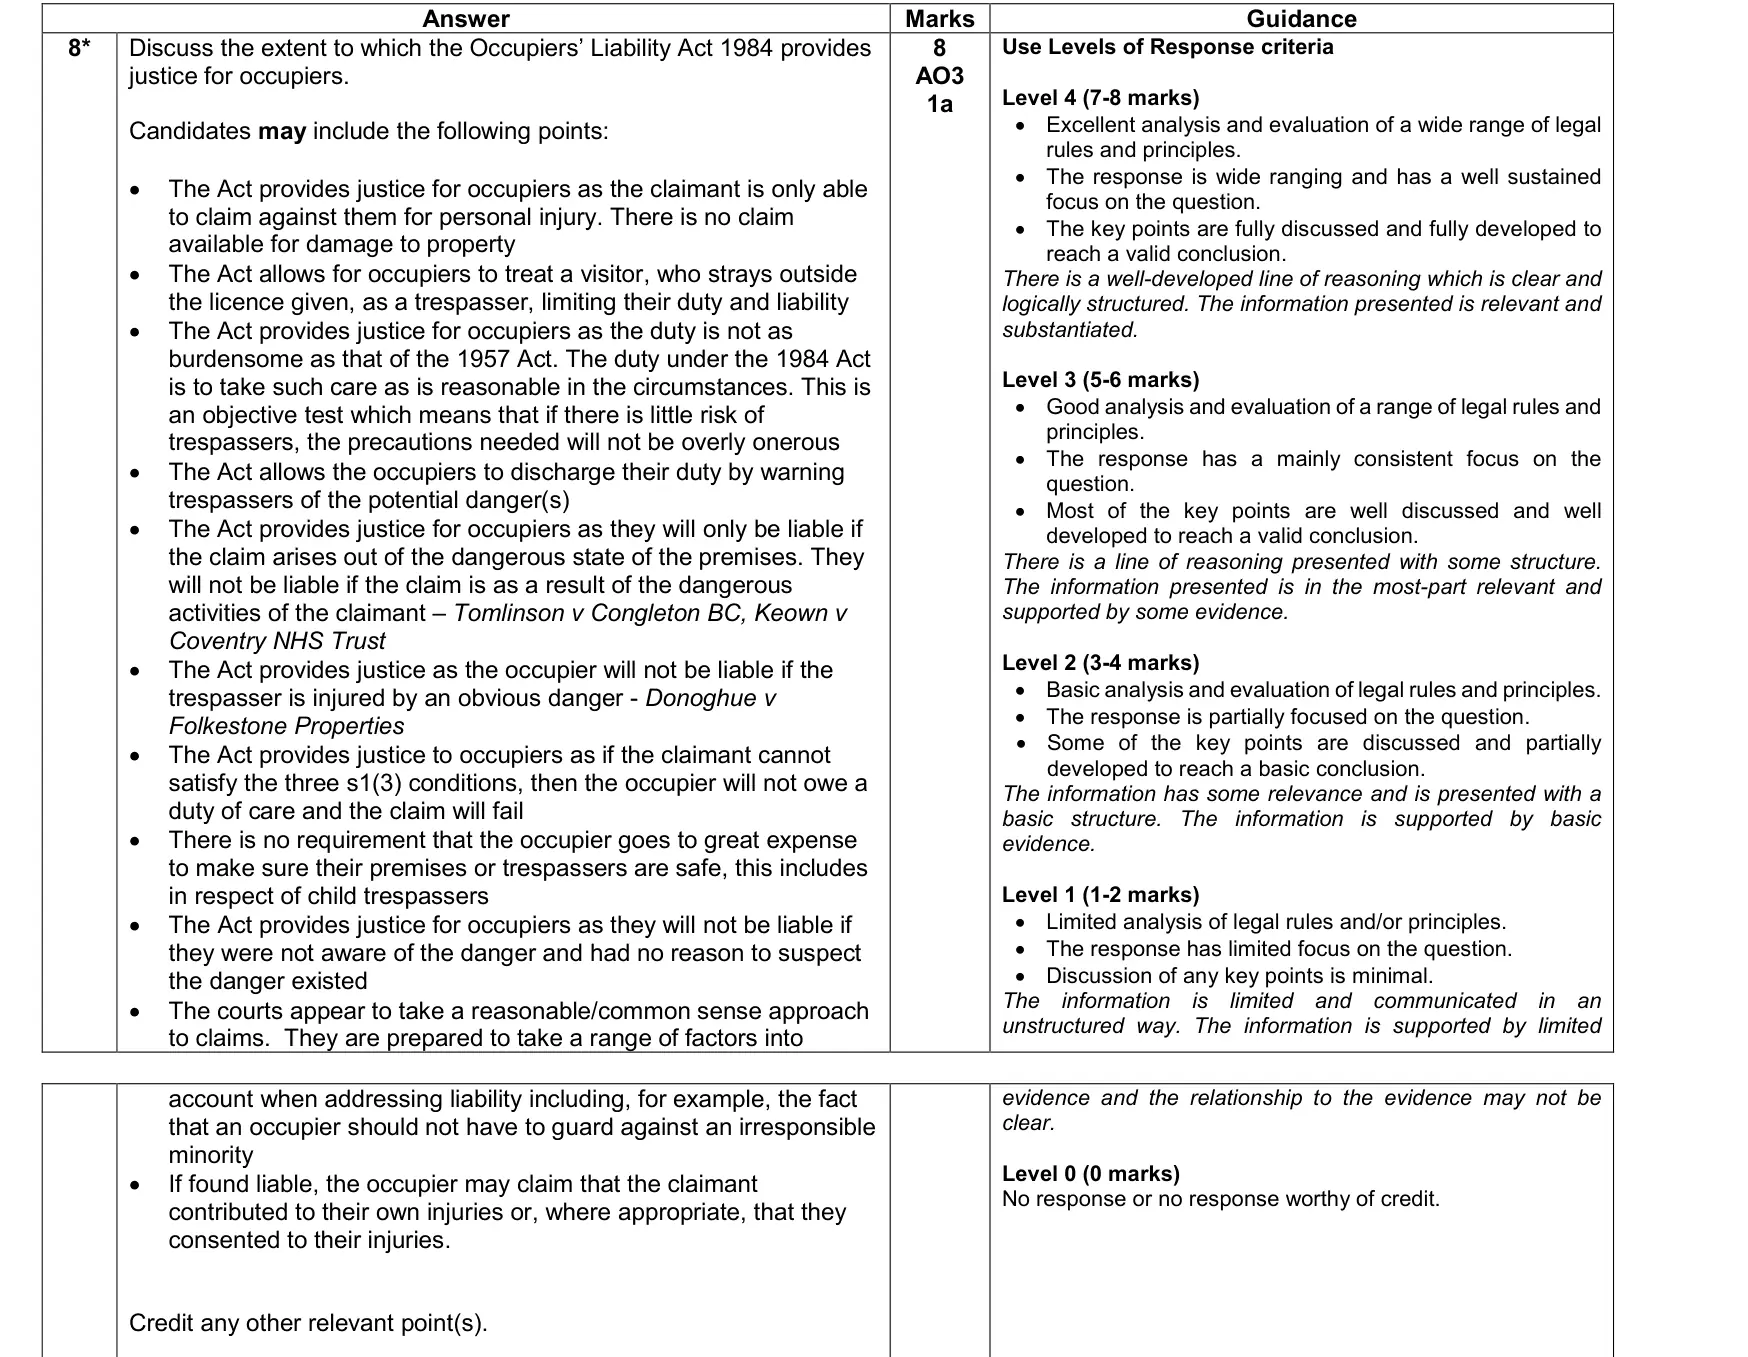 Answer Marks Guidance
8* Discuss the extent to which the Occupiers' Liability Act 1984 provides
justice for occupiers.
Candidates may include the following points:
• The Act provides justice for occupiers as the claimant is only able
to claim against them for personal injury. There is no claim
available for damage to property
• The Act allows for occupiers to treat a visitor, who strays outside
the licence given, as a trespasser, limiting their duty and liability
• The Act provides justice for occupiers as the duty is not as
burdensome as that of the 1957 Act. The duty under the 1984 Act
is to take such care as is reasonable in the circumstances. This is
an objective test which means that if there is little risk of
trespassers, the precautions needed will not be overly onerous
• The Act allows the occupiers to discharge their duty by warning
trespassers of the potential danger(s)
• The Act provides justice for occupiers as they will only be liable if
the claim arises out of the dangerous state of the premises. They
will not be liable if the claim is as a result of the dangerous
activities of the claimant – Tomlinson v Congleton BC, Keown v
Coventry NHS Trust
• The Act provides justice as the occupier will not be liable if the
trespasser is injured by an obvious danger - Donoghue v
Folkestone Properties
• The Act provides justice to occupiers as if the claimant cannot
satisfy the three s1(3) conditions, then the occupier will not owe a
duty of care and the claim will fail
• There is no requirement that the occupier goes to great expense
to make sure their premises or trespassers are safe, this includes
in respect of child trespassers
• The Act provides justice for occupiers as they will not be liable if
they were not aware of the danger and had no reason to suspect
the danger existed
• The courts appear to take a reasonable/common sense approach
to claims. They are prepared to take a range of factors into
8
AO3
1a
Use Levels of Response criteria
Level 4 (7-8 marks)
• Excellent analysis and evaluation of a wide range of legal
rules and principles.
• The response is wide ranging and has a well sustained
focus on the question.
• The key points are fully discussed and fully developed to
reach a valid conclusion.
There is a well-developed line of reasoning which is clear and
logically structured. The information presented is relevant and
substantiated.
Level 3 (5-6 marks)
• Good analysis and evaluation of a range of legal rules and
principles.
• The response has a mainly consistent focus on the
question.
• Most of the key points are well discussed and well
developed to reach a valid conclusion.
There is a line of reasoning presented with some structure.
The information presented is in the most-part relevant and
supported by some evidence.
Level 2 (3-4 marks)
• Basic analysis and evaluation of legal rules and principles.
• The response is partially focused on the question.
• Some of the key points are discussed and partially
developed to reach a basic conclusion.
The information has some relevance and is presented with a
basic structure. The information is supported by basic
evidence.
Level 1 (1-2 marks)
• Limited analysis of legal rules and/or principles.
• The response has limited focus on the question.
• Discussion of any key points is minimal.
The information is limited and communicated in an
unstructured way. The information is supported by limited
account when addressing liability including, for example, the fact
that an occupier should not have to guard against an irresponsible
minority
• If found liable, the occupier may claim that the claimant
contributed to their own injuries or, where appropriate, that they
consented to their injuries.
Credit any other relevant point(s).
evidence and the relationship to the evidence may not be
clear.
Level 0 (0 marks)
No response or no response worthy of credit.